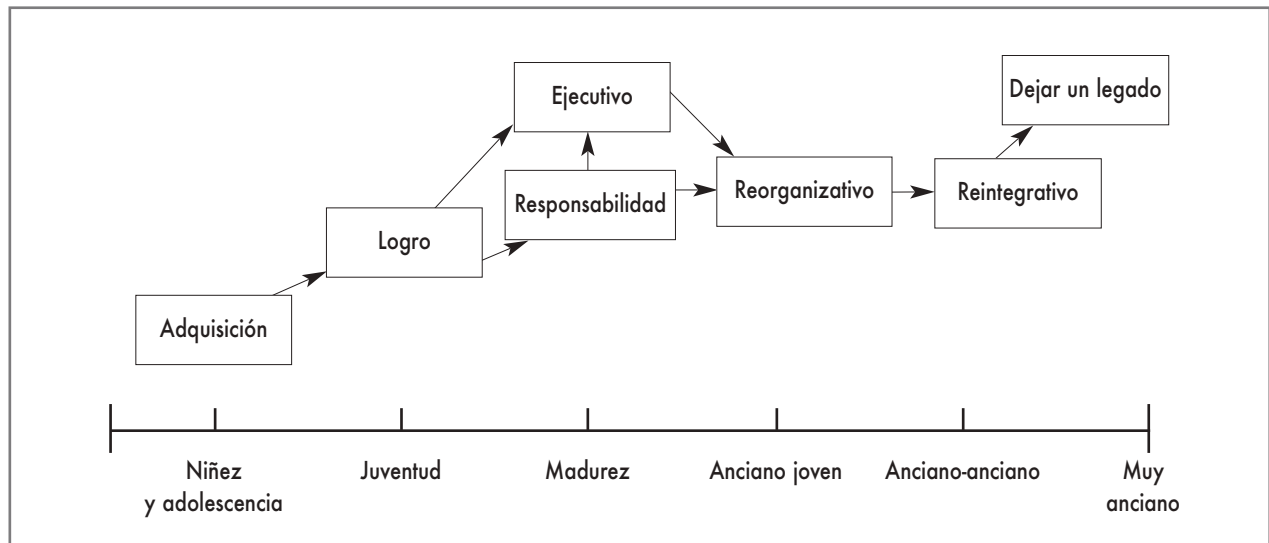 Dejar un legado
Ejecutivo
Responsabilidad
Reorganizativo
Reintegrativo
Logro
Adquisición
Niñez
y adolescencia
Juventud
Madurez
Anciano joven
Anciano-anciano
Muy
anciano